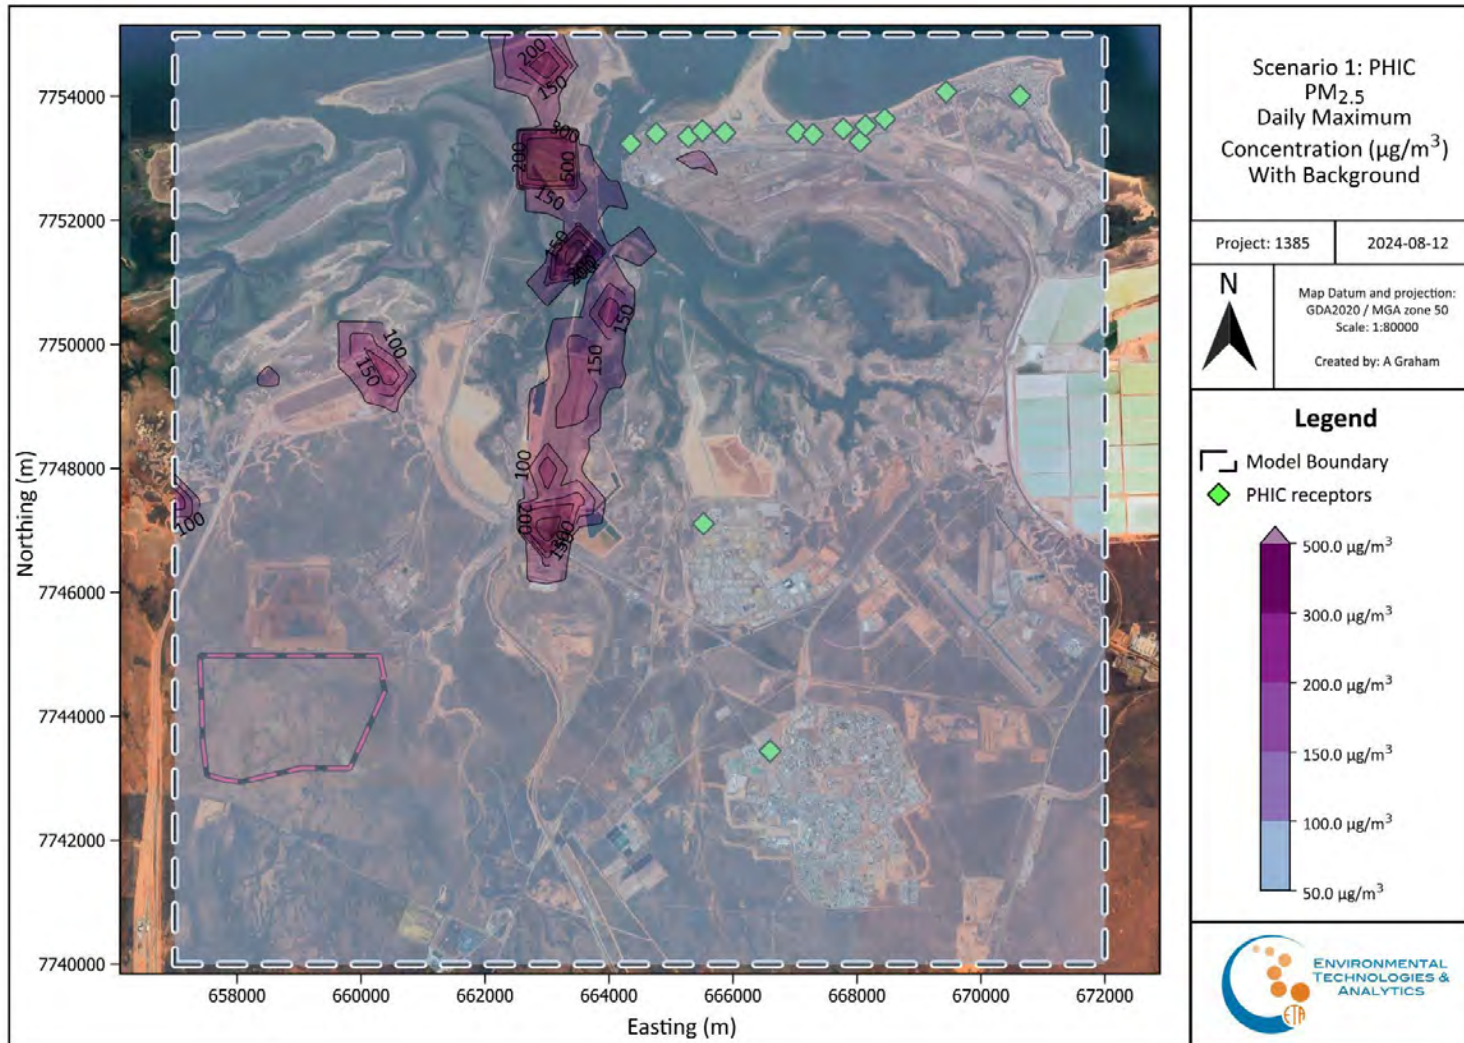 Scenario 1: PHIC
PM2.5
Daily Maximum
Concentration (µg/m³)
With Background
Project: 1385
2024-08-12
N
Map Datum and projection:
GDA2020 / MGA zone 50
Scale: 1:80000
Created by: A Graham
Legend
Model Boundary
PHIC receptors
500.0 µg/m³
300.0 µg/m³
200.0 µg/m³
150.0 µg/m³
100.0 µg/m³
50.0 µg/m³
ENVIRONMENTAL
TECHNOLOGIES &
ANALYTICS
ETA
Northing (m)
7754000
7752000
7750000
7748000
7746000
7744000
7742000
7740000
658000
660000
662000
664000
666000
668000
670000
672000
Easting (m)
200
150
300
200
500
150
150
150
100
150
150
100
100
200
150